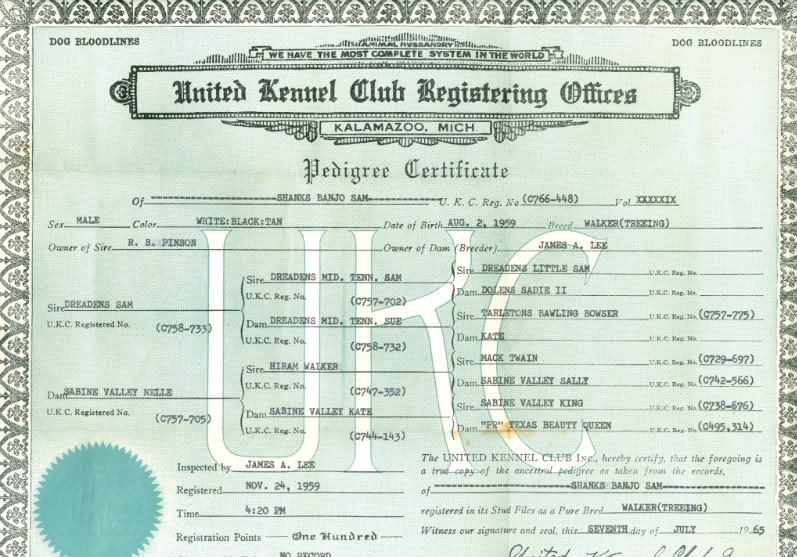 DOG BLOODLINES
DOG BLOODLINES
ANIMAL HUSBANDRY
WE HAVE THE MOST COMPLETE SYSTEM IN THE WORLD
United Kennel Club Registering Offices
KALAMAZOO, MICH.
Pedigree Certificate
Of SHANKS BANJO SAM U. K. C. Reg. No (C766-448) Vol XXXXXIX
Sex MALE Color WHITE:BLACK:TAN Date of Birth AUG. 2, 1959 Breed WALKER(TREEING)
Owner of Sire R. B. PINSON Owner of Dam (Breeder) JAMES A. LEE
UKC
Sire DREADENS SAM
U.K.C. Registered No. (C758-733)
Dam SABINE VALLEY NELLE
U.K.C. Registered No. (C757-705)
Sire DREADENS MID. TENN. SAM
U.K.C. Reg. No. (C757-702)
Dam DREADENS MID. TENN. SUE
U.K.C. Reg. No. (C758-732)
Sire HIRAM WALKER
U.K.C. Reg. No. (C747-352)
Dam SABINE VALLEY KATE
U.K.C. Reg. No. (C744-143)
Sire DREADENS LITTLE SAM U.K.C. Reg. No.
Dam DOLENS SADIE II U.K.C. Reg. No.
Sire TARLETONS BAWLING BOWSER U.K.C. Reg. No. (C757-775)
Dam KATE U.K.C. Reg. No.
Sire MACK TWAIN U.K.C. Reg. No. (C729-697)
Dam SABINE VALLEY SALLY U.K.C. Reg. No. (C742-566)
Sire SABINE VALLEY KING U.K.C. Reg. No. (C738-676)
Dam "PR" TEXAS BEAUTY QUEEN U.K.C. Reg. No. (C495,314)
Inspected by JAMES A. LEE
Registered NOV. 24, 1959
Time 4:20 PM
Registration Points One Hundred
NO RECORD
The UNITED KENNEL CLUB INC., hereby certify, that the foregoing is
a true copy of the ancestral pedigree as taken from the records,
of SHANKS BANJO SAM
registered in its Stud Files as a Pure Bred WALKER(TREEING)
Witness our signature and seal, this SEVENTH day of JULY 19 65